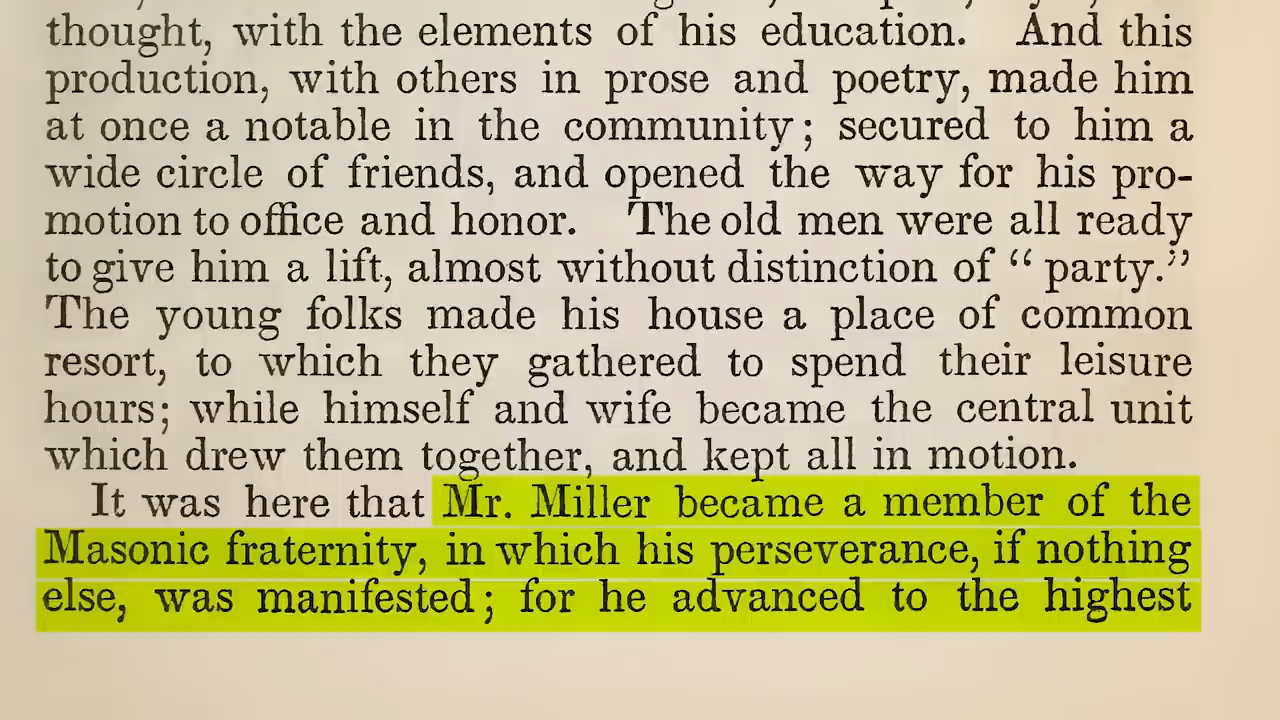 thought, with the elements of his education. And this
production, with others in prose and poetry, made him
at once a notable in the community; secured to him a
wide circle of friends, and opened the way for his pro-
motion to office and honor. The old men were all ready
to give him a lift, almost without distinction of “ party.”
The young folks made his house a place of common
resort, to which they gathered to spend their leisure
hours; while himself and wife became the central unit
which drew them together, and kept all in motion.
It was here that Mr. Miller became a member of the
Masonic fraternity, in which his perseverance, if nothing
else, was manifested; for he advanced to the highest